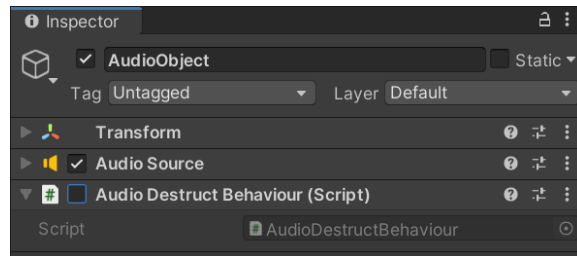 Inspector
AudioObject Static
Tag Untagged Layer Default
Transform
Audio Source
# Audio Destruct Behaviour (Script)
Script # AudioDestructBehaviour